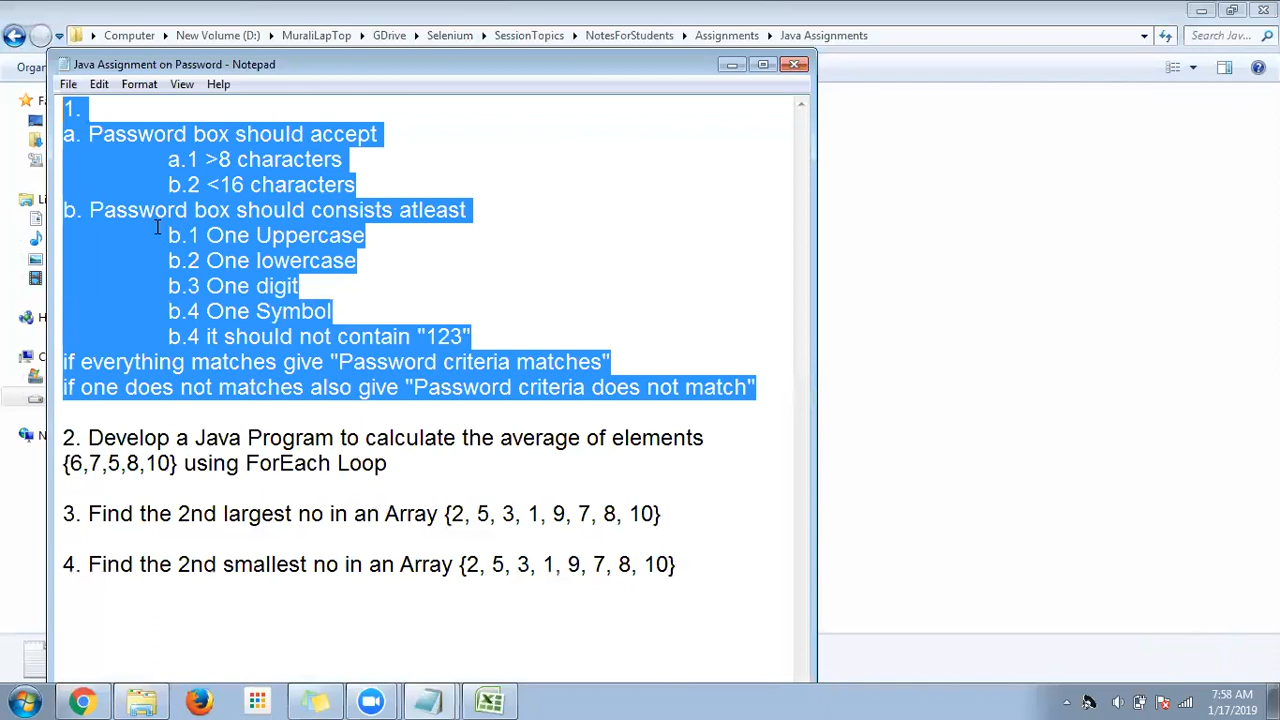 Computer
New Volume (D:)
MuraliLapTop
GDrive
Selenium
SessionTopics
NotesForStudents
Assignments
Java Assignments
Search Jav...
Organ
Java Assignment on Password - Notepad
File Edit Format View Help
1.
a. Password box should accept
a.1 >8 characters
b.2 <16 characters
b. Password box should consists atleast
b.1 One Uppercase
b.2 One lowercase
b.3 One digit
b.4 One Symbol
b.4 it should not contain "123"
if everything matches give "Password criteria matches"
if one does not matches also give "Password criteria does not match"
2. Develop a Java Program to calculate the average of elements
{6,7,5,8,10} using ForEach Loop
3. Find the 2nd largest no in an Array {2, 5, 3, 1, 9, 7, 8, 10}
4. Find the 2nd smallest no in an Array {2, 5, 3, 1, 9, 7, 8, 10}
7:58 AM
1/17/2019